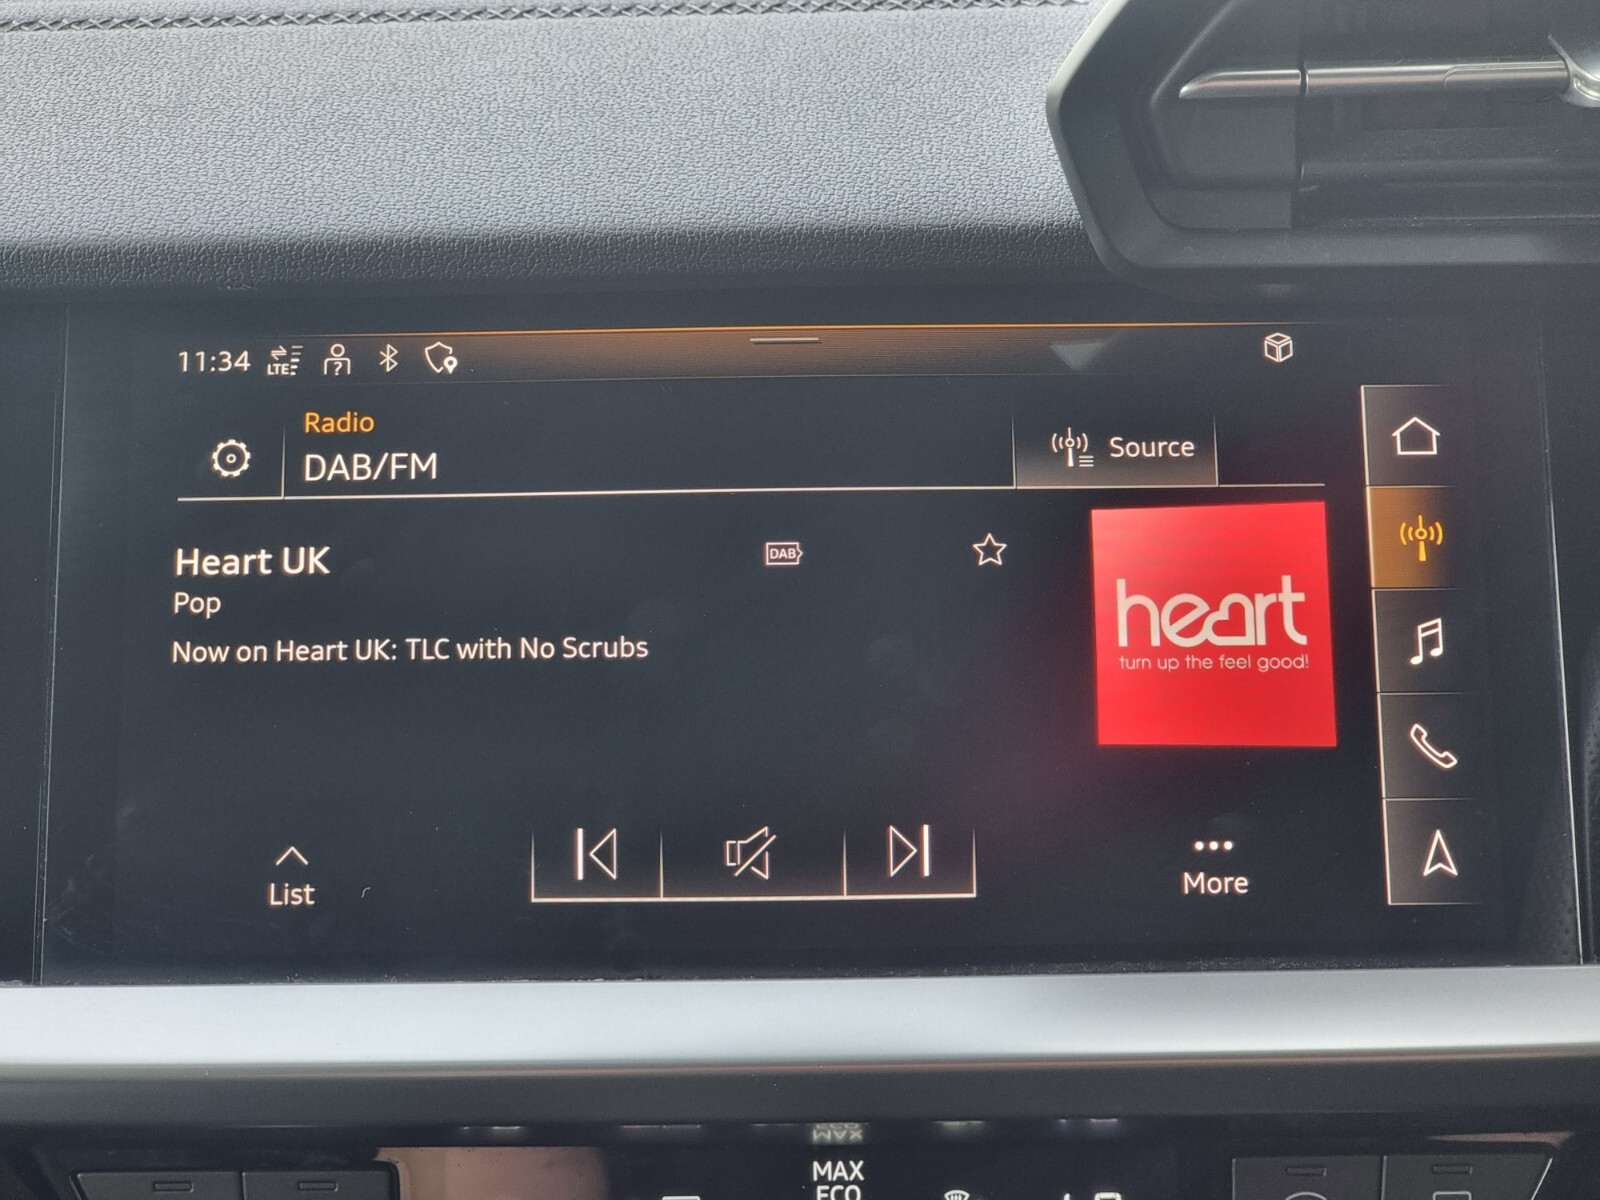 11:34
LTE
Radio
DAB/FM
Source
Heart UK
DAB
Pop
Now on Heart UK: TLC with No Scrubs
heart
turn up the feel good!
List
More
MAX
ECO